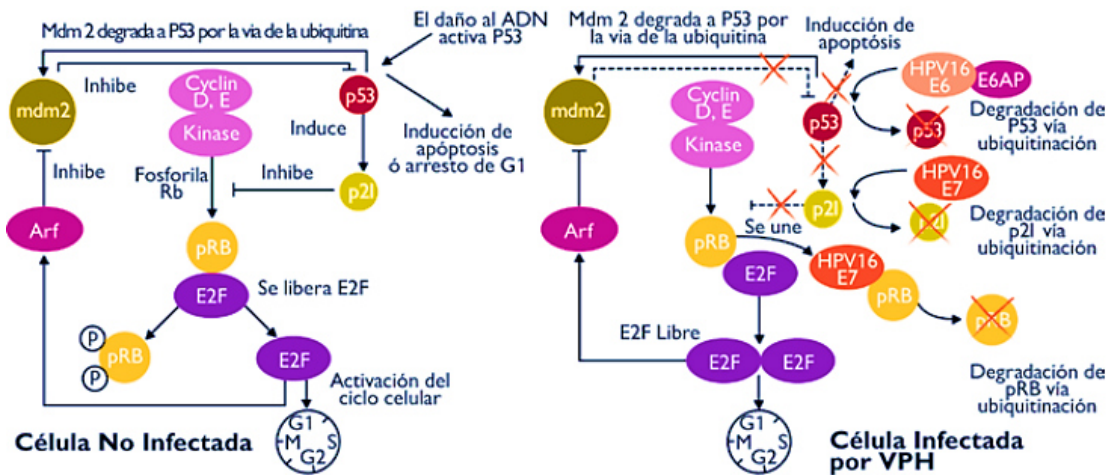 Mdm 2 degrada a P53 por la via de la ubiquitina
El daño al ADN
activa P53
Inhibe
mdm2
Cyclin
D, E
Kinase
p53
Induce
Inducción de
apóptosis
ó arresto de G1
Inhibe
Fosforila
Rb
Inhibe
p21
Arf
pRB
E2F
Se libera E2F
P
P
pRB
E2F
Activación del
ciclo celular
G1
M
S
G2
Célula No Infectada
Mdm 2 degrada a P53 por
la via de la ubiquitina
Inducción de
apoptósis
HPV16
E6
E6AP
mdm2
Cyclin
D, E
Kinase
p53
p53
Degradación de
P53 vía
ubiquitinación
HPV16
E7
p21
p21
Degradación de
p21 vía
ubiquitinación
Arf
Se une
pRB
E2F
HPV16
E7
pRB
pRB
E2F Libre
E2F
E2F
Degradación de
pRB vía
ubiquitinación
G1
M
S
G2
Célula Infectada
por VPH